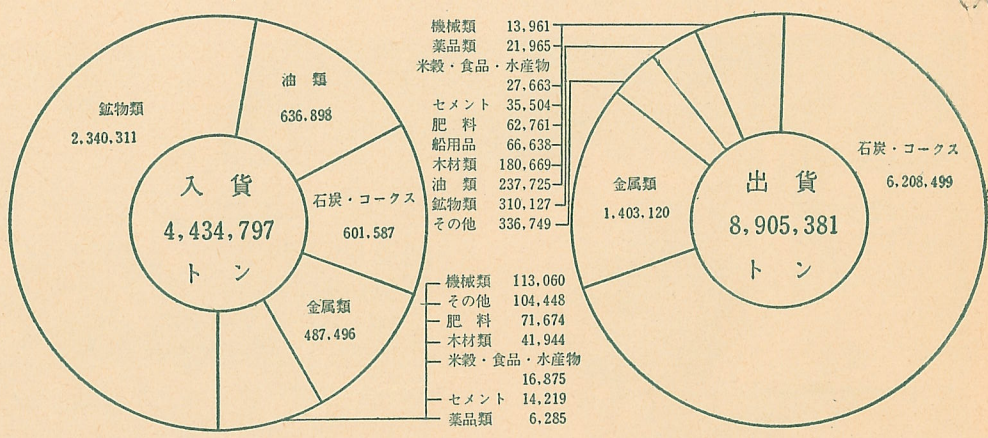 鉱物類
2,340,311
油 類
636,898
石炭・コークス
601,587
金属類
487,496
入 貨
4,434,797
ト ン
機械類 13,961
薬品類 21,965
米穀・食品・水産物
27,663
セメント 35,504
肥 料 62,761
船用品 66,638
木材類 180,669
油 類 237,725
鉱物類 310,127
その他 336,749
機械類 113,060
その他 104,448
肥 料 71,674
木材類 41,944
米穀・食品・水産物
16,875
セメント 14,219
薬品類 6,285
金属類
1,403,120
出 貨
8,905,381
ト ン
石炭・コークス
6,208,499